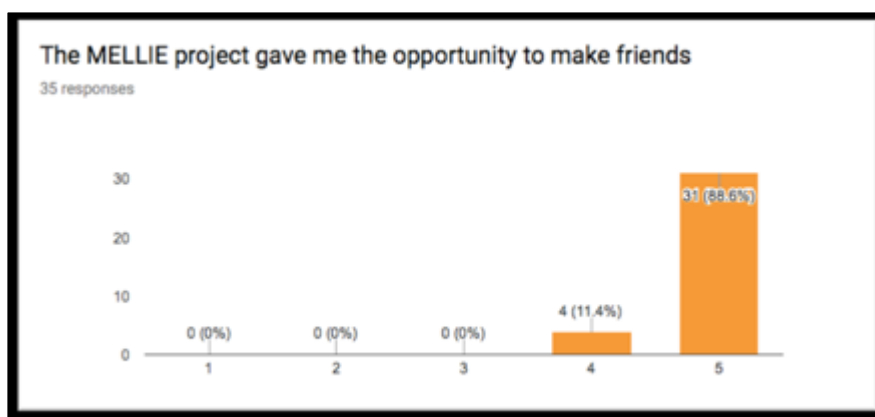 The MELLIE project gave me the opportunity to make friends
35 responses
30
31 (88.6%)
20
10
4 (11.4%)
0 (0%) 0 (0%) 0 (0%)
0
1 2 3 4 5